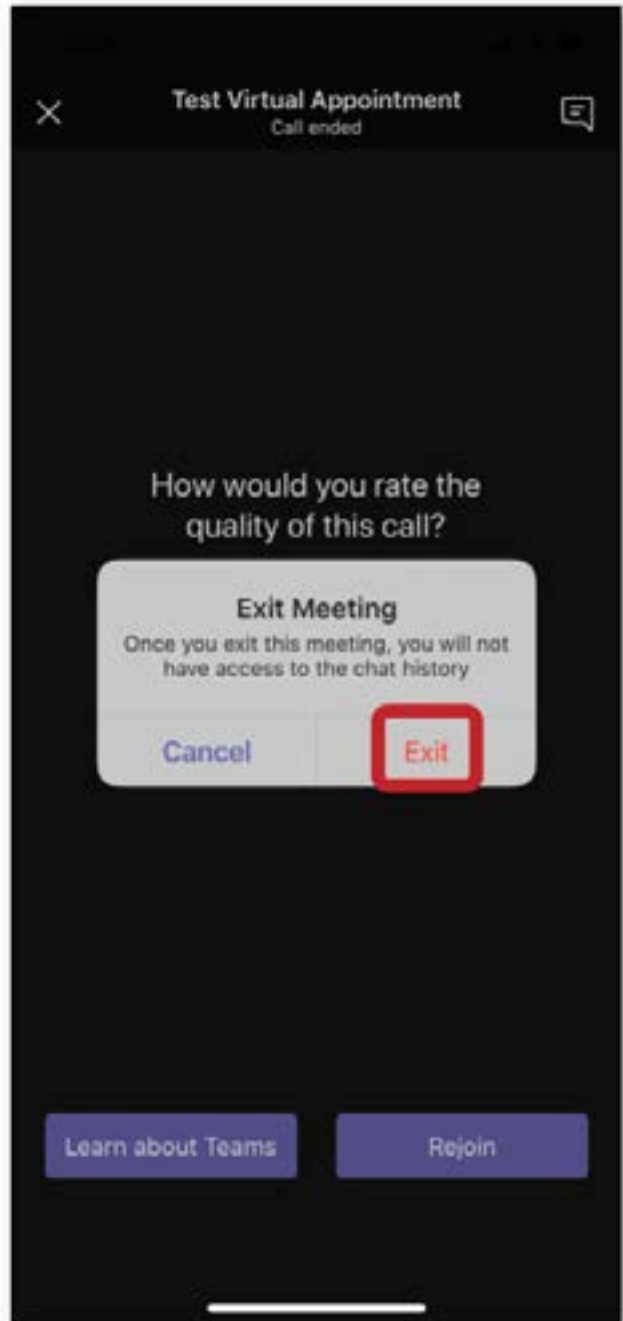 Test Virtual Appointment
Call ended
How would you rate the
quality of this call?
Exit Meeting
Once you exit this meeting, you will not
have access to the chat history
Cancel
Exit
Learn about Teams
Rejoin